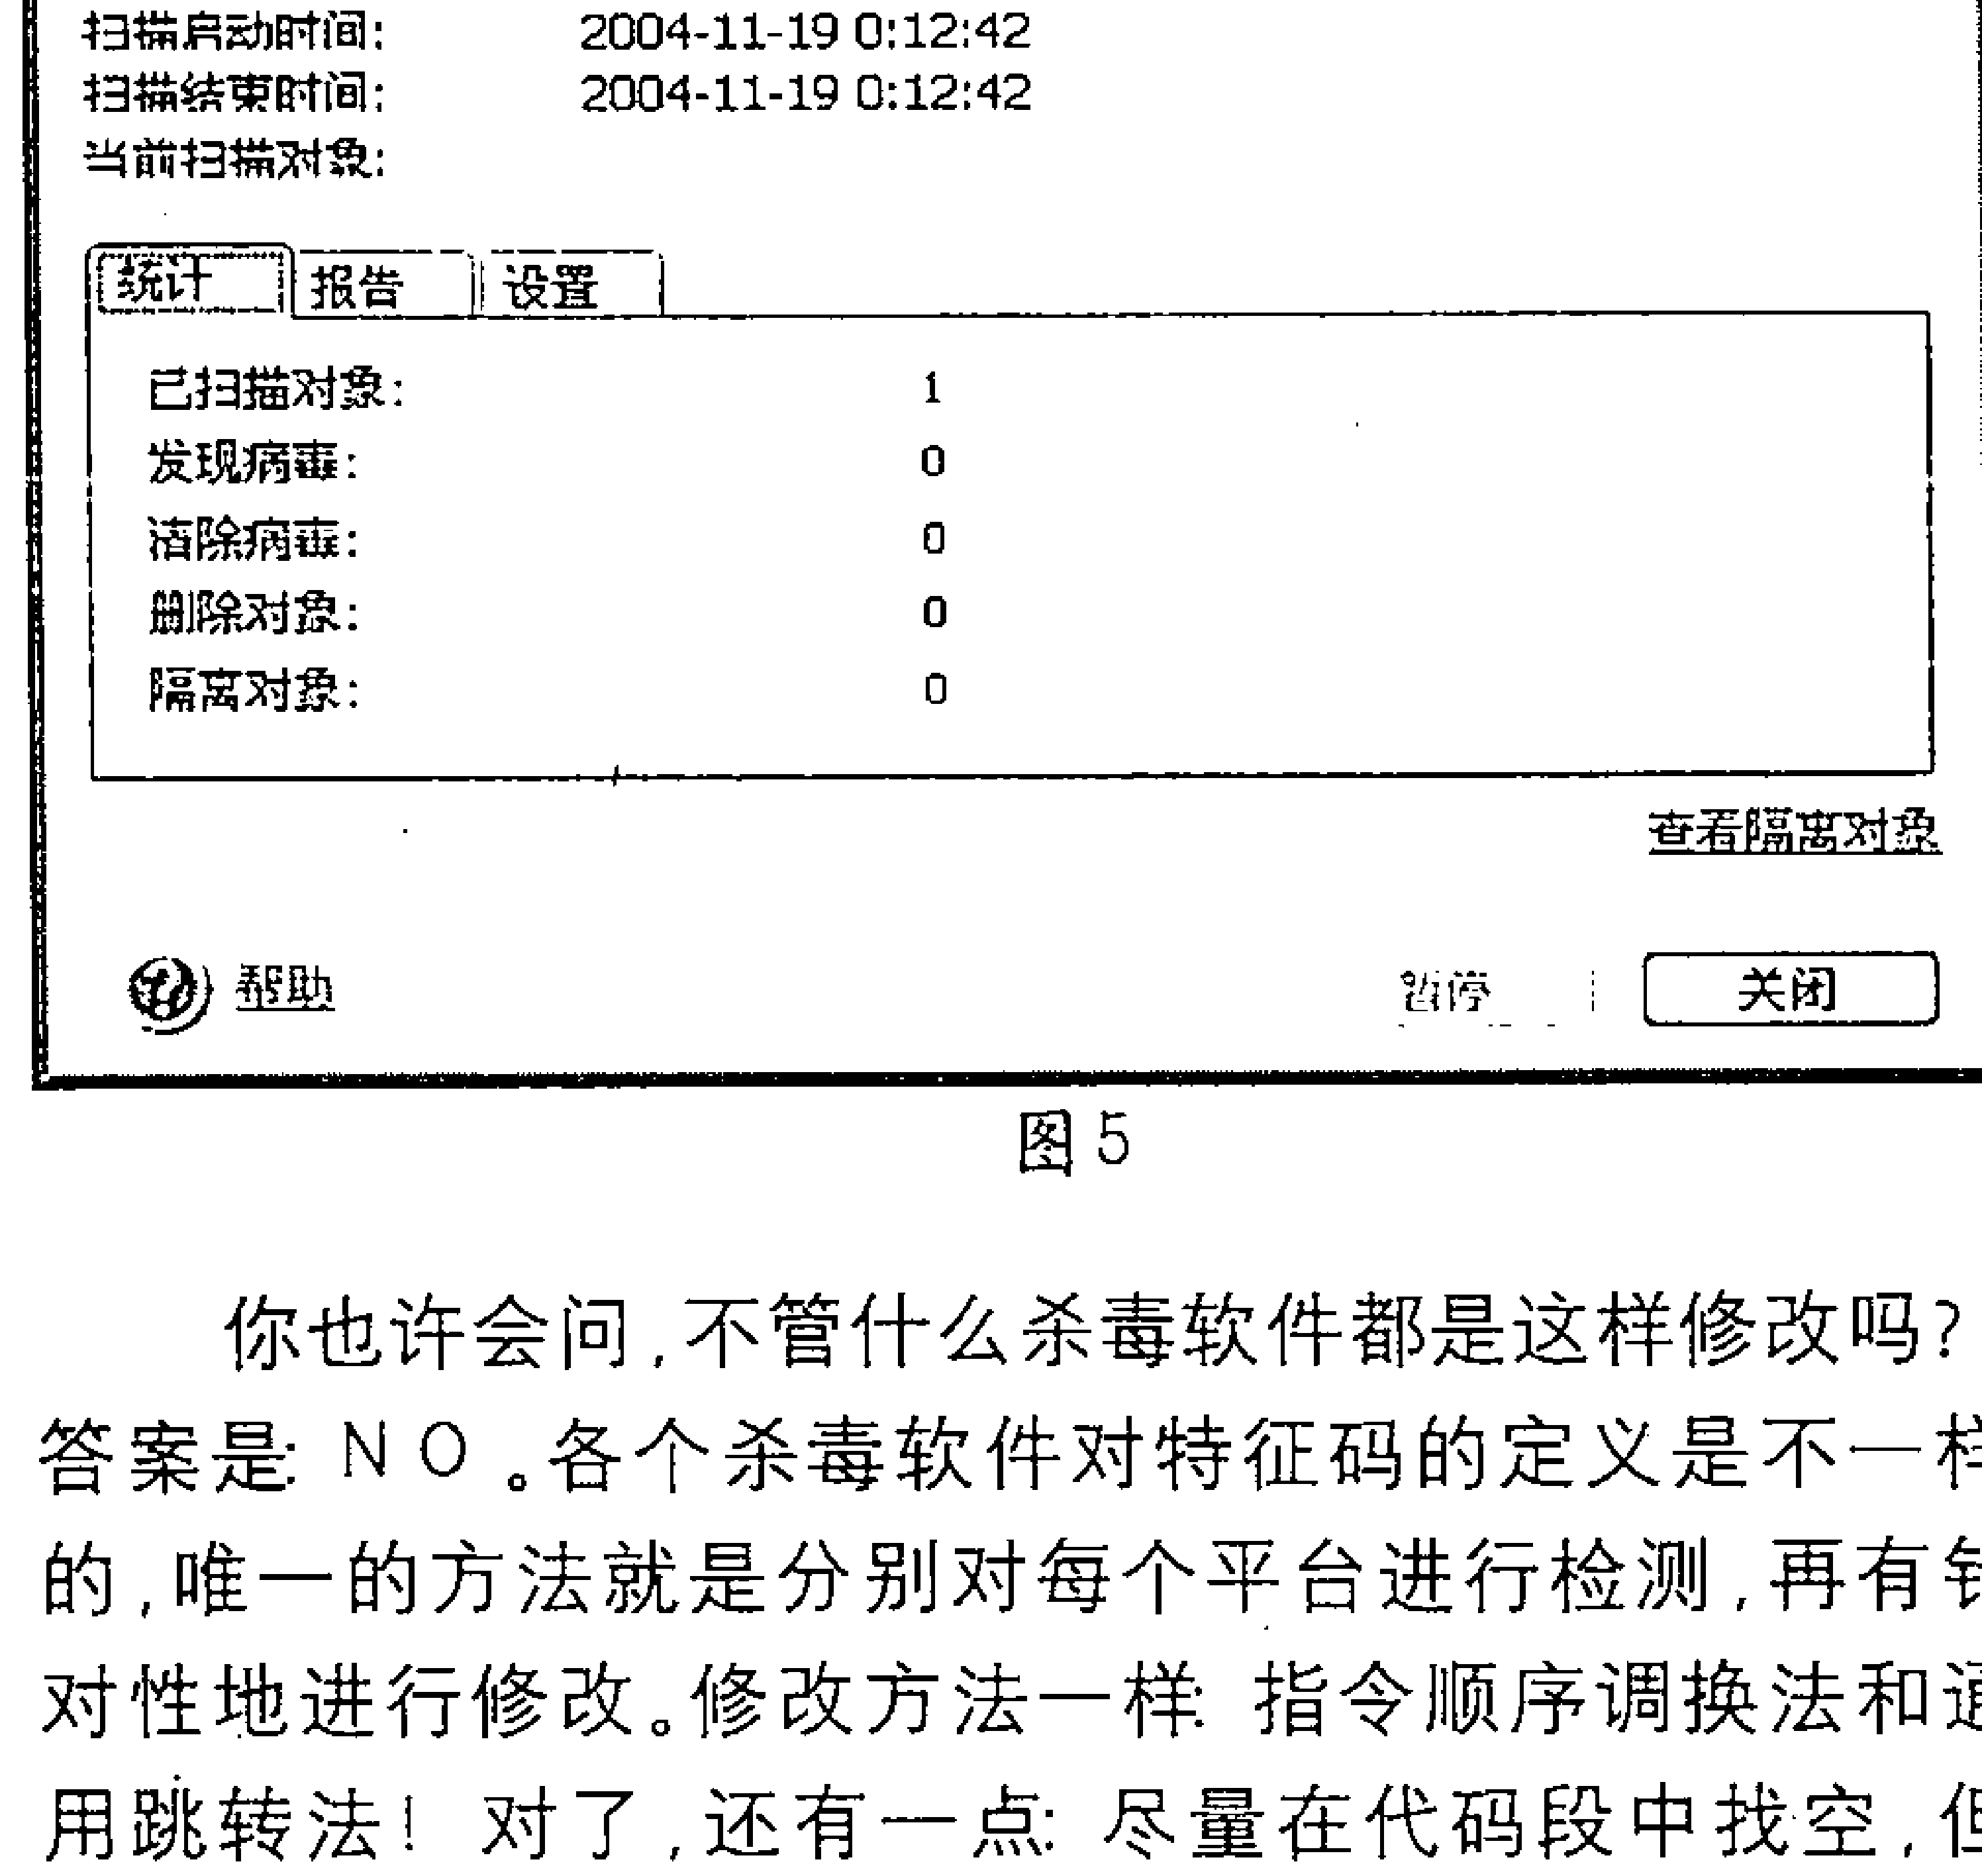 扫描启动时间: 2004-11-19 0:12:42
扫描结束时间: 2004-11-19 0:12:42
当前扫描对象:
统计 报告 设置
已扫描对象: 1
发现病毒: 0
清除病毒: 0
删除对象: 0
隔离对象: 0
查看隔离对象
帮助 暂停 关闭
图 5
你也许会问,不管什么杀毒软件都是这样修改吗?
答案是: NO。各个杀毒软件对特征码的定义是不一样
的,唯一的方法就是分别对每个平台进行检测,再有针
对性地进行修改。修改方法一样: 指令顺序调换法和通
用跳转法! 对了,还有一点: 尽量在代码段中找空,但